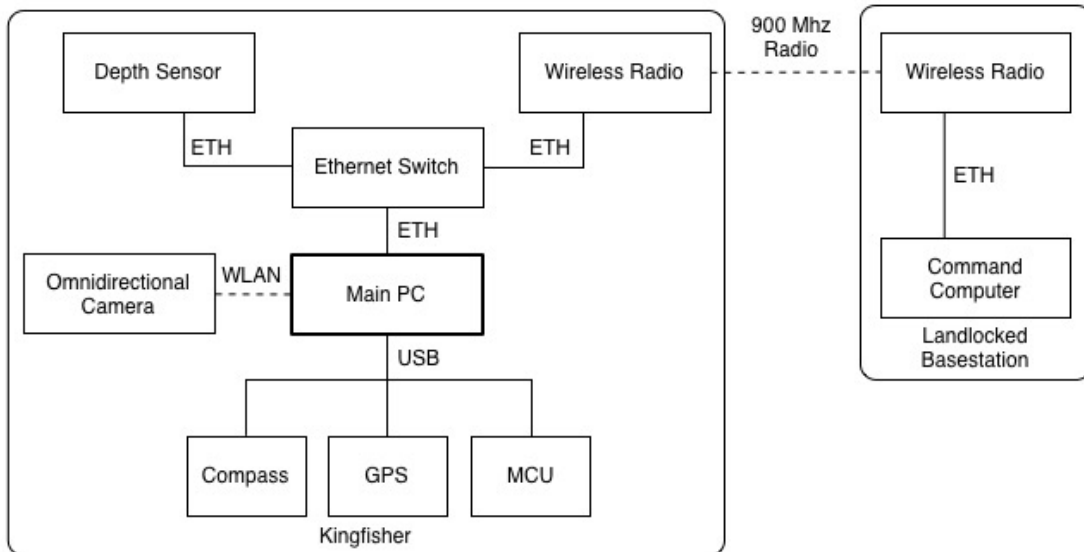 900 Mhz
Radio
Depth Sensor
Wireless Radio
Wireless Radio
ETH
ETH
Ethernet Switch
ETH
ETH
WLAN
Omnidirectional
Camera
Main PC
Command
Computer
USB
Landlocked
Basestation
Compass
GPS
MCU
Kingfisher